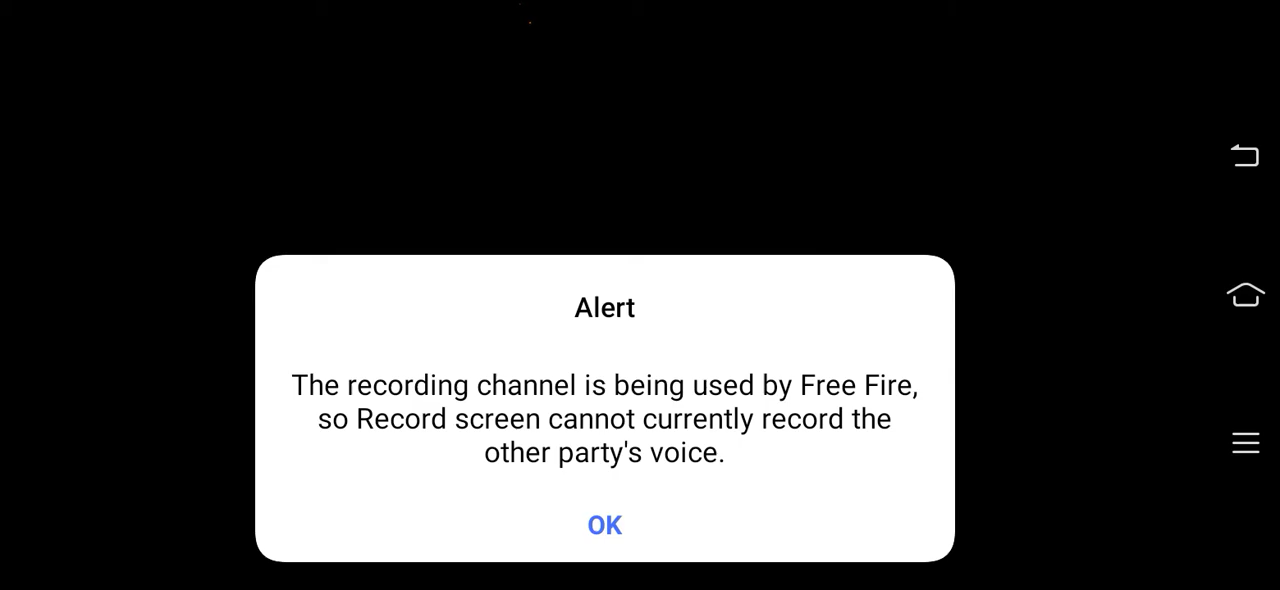 Alert
The recording channel is being used by Free Fire,
so Record screen cannot currently record the
other party's voice.
OK